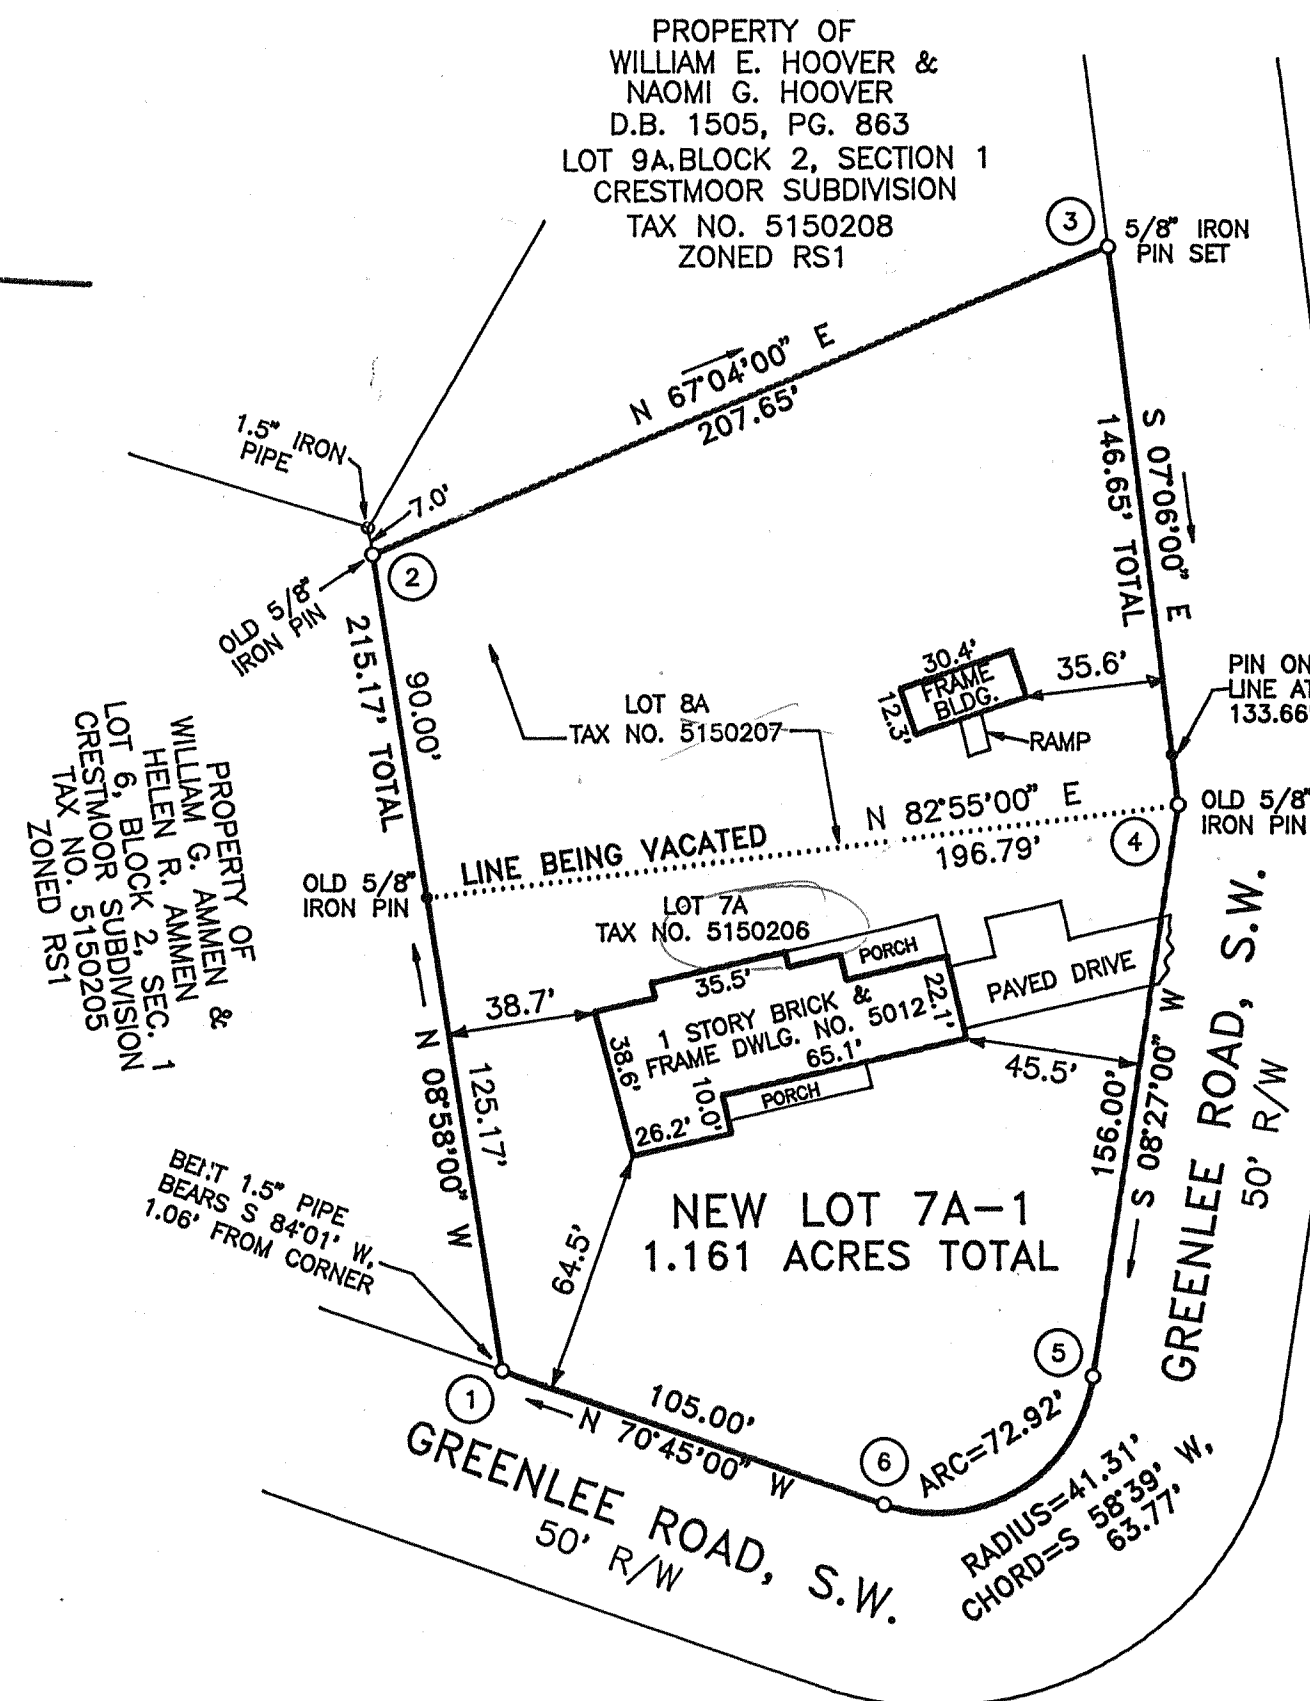 PROPERTY OF
WILLIAM E. HOOVER &
NAOMI G. HOOVER
D.B. 1505, PG. 863
LOT 9A, BLOCK 2, SECTION 1
CRESTMOOR SUBDIVISION
TAX NO. 5150208
ZONED RS1
3
5/8" IRON
PIN SET
N 67°04'00" E
207.65'
1.5" IRON
PIPE
7.0'
2
OLD 5/8"
IRON PIN
S 07°06'00" E
146.65' TOTAL
215.17' TOTAL
90.00'
LOT 8A
TAX NO. 5150207
30.4'
FRAME
BLDG.
12.3'
RAMP
35.6'
PIN ON
LINE AT
133.66'
OLD 5/8"
IRON PIN
4
N 82°55'00" E
196.79'
LINE BEING VACATED
OLD 5/8"
IRON PIN
PROPERTY OF
WILLIAM G. AMMEN &
HELEN R. AMMEN
LOT 6, BLOCK 2, SEC. 1
CRESTMOOR SUBDIVISION
TAX NO. 5150205
ZONED RS1
LOT 7A
TAX NO. 5150206
PORCH
35.5'
22.1'
PAVED DRIVE
38.7'
1 STORY BRICK &
FRAME DWLG. NO. 5012
65.1'
38.6'
10.0'
26.2'
PORCH
45.5'
N 08°58'00" W
125.17'
156.00'
S 08°27'00" W
GREENLEE ROAD, S.W.
50' R/W
BENT 1.5" PIPE
BEARS S 84°01' W,
1.06' FROM CORNER
64.5'
NEW LOT 7A-1
1.161 ACRES TOTAL
5
1
105.00'
N 70°45'00" W
6
ARC=72.92'
RADIUS=41.31'
CHORD=S 58°39' W,
63.77'
GREENLEE ROAD, S.W.
50' R/W